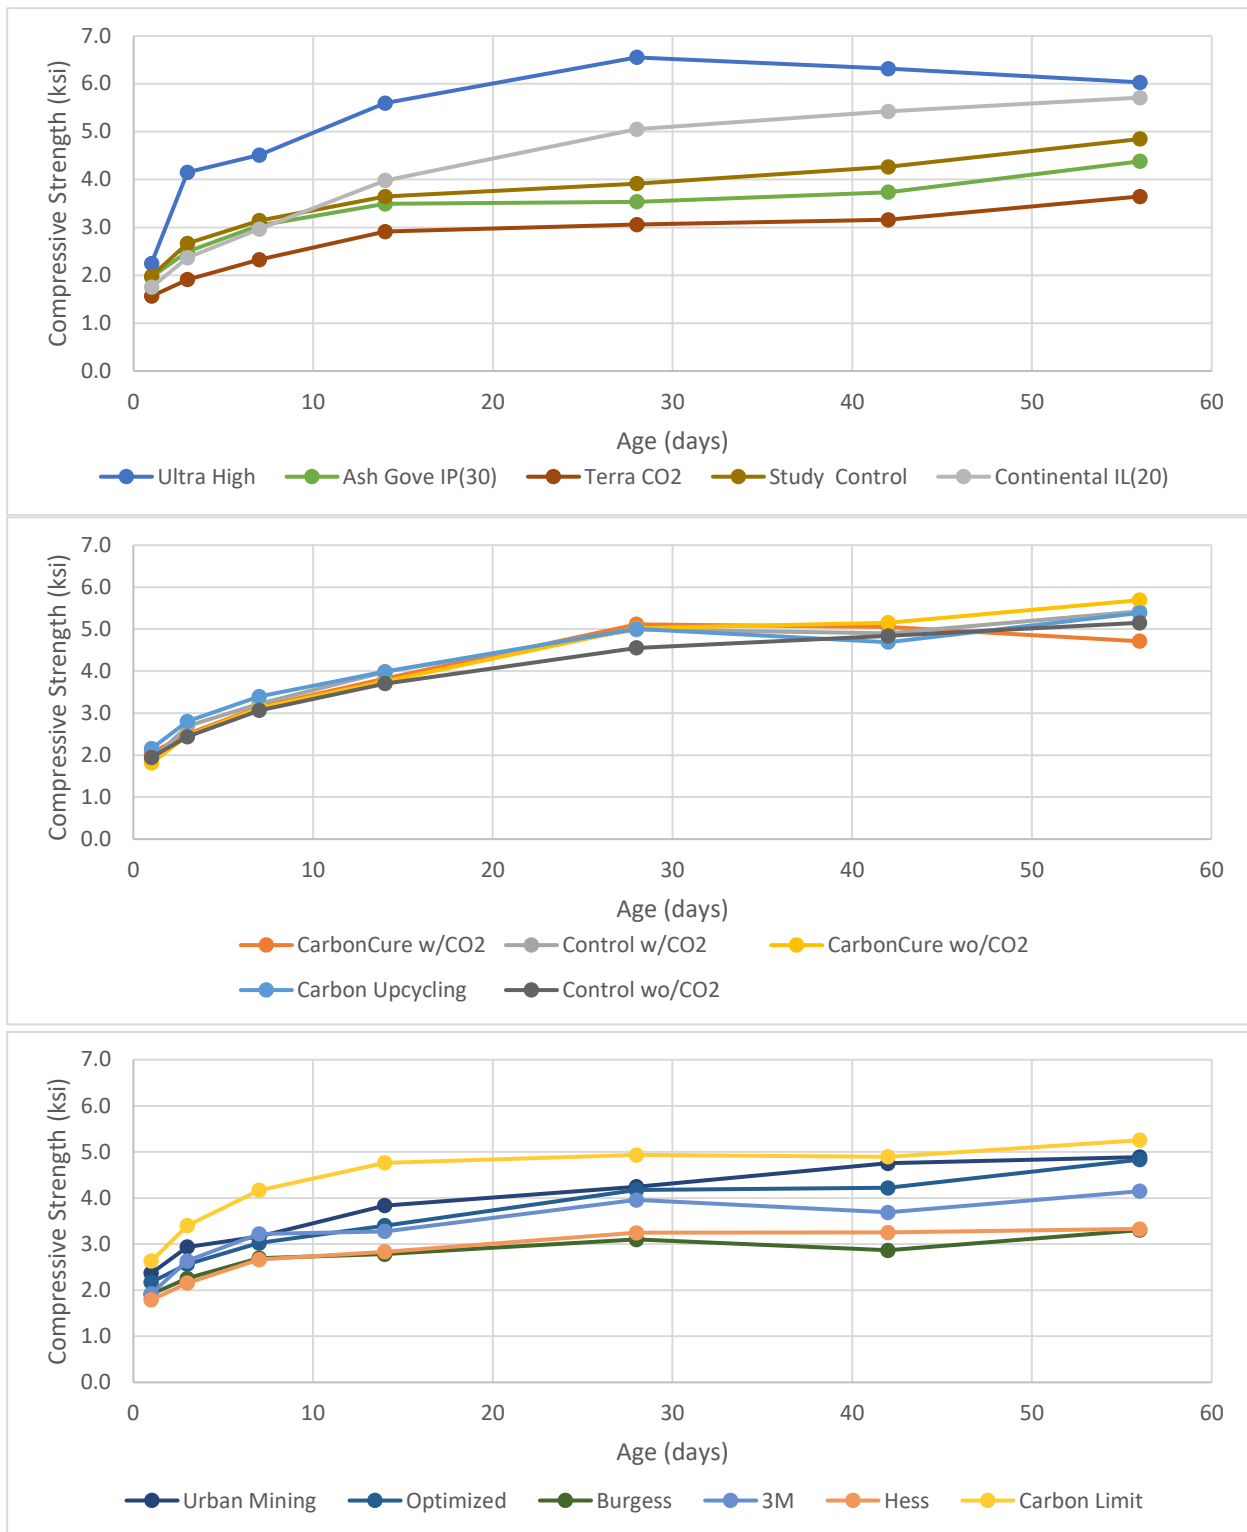 7.0
6.0
5.0
4.0
3.0
2.0
1.0
0.0
Compressive Strength (ksi)
0 10 20 30 40 50 60
Age (days)
Ultra High Ash Gove IP(30) Terra CO2 Study Control Continental IL(20)
7.0
6.0
5.0
4.0
3.0
2.0
1.0
0.0
Compressive Strength (ksi)
0 10 20 30 40 50 60
Age (days)
CarbonCure w/CO2 Control w/CO2 CarbonCure wo/CO2
Carbon Upcycling Control wo/CO2
7.0
6.0
5.0
4.0
3.0
2.0
1.0
0.0
Compressive Strength (ksi)
0 10 20 30 40 50 60
Age (days)
Urban Mining Optimized Burgess 3M Hess Carbon Limit